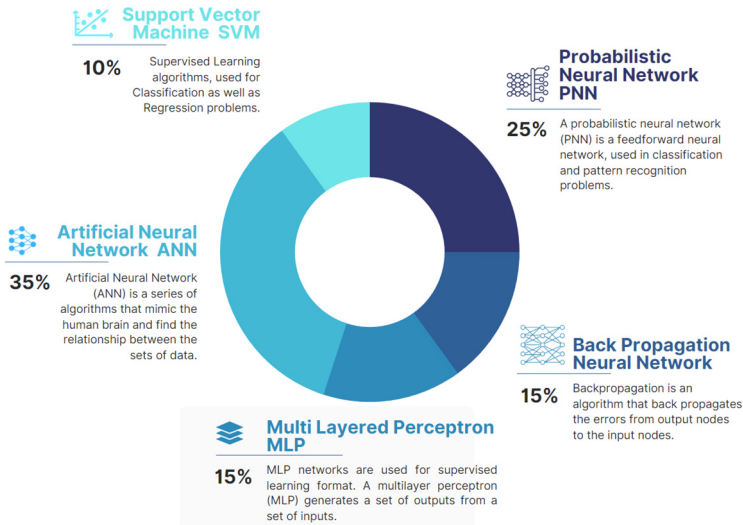 Support Vector
Machine SVM
10%
Supervised Learning
algorithms, used for
Classification as well as
Regression problems.
Probabilistic
Neural Network
PNN
25%
A probabilistic neural network
(PNN) is a feedforward neural
network, used in classification
and pattern recognition
problems.
Artificial Neural
Network ANN
35%
Artificial Neural Network
(ANN) is a series of
algorithms that mimic the
human brain and find the
relationship between the
sets of data.
Back Propagation
Neural Network
15%
Backpropagation is an
algorithm that back propagates
the errors from output nodes
to the input nodes.
Multi Layered Perceptron
MLP
15%
MLP networks are used for supervised
learning format. A multilayer perceptron
(MLP) generates a set of outputs from a
set of inputs.